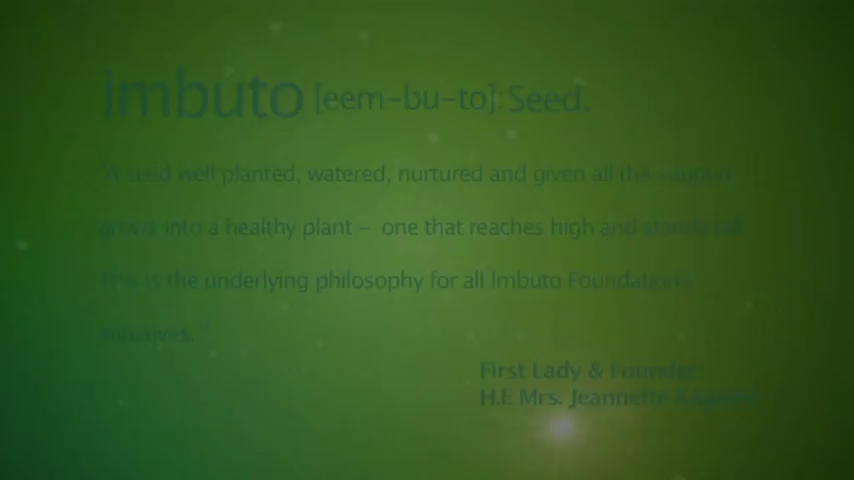 imbuto [eem-bu-to]: Seed.
"A seed well planted, watered, nurtured and given all the support
grows into a healthy plant – one that reaches high and stands tall.
This is the underlying philosophy for all Imbuto Foundation's
initiatives.."
First Lady & Founder
H.E Mrs. Jeannette Kagame